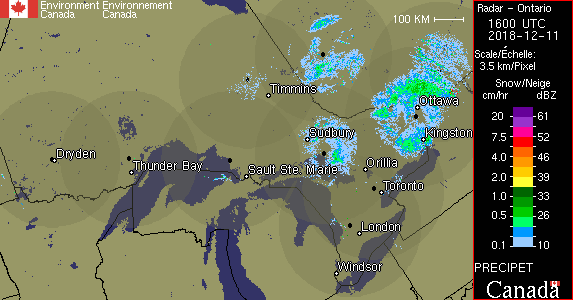 Environment Environnement
Canada Canada
100 KM
Radar - Ontario
1600 UTC
2018-12-11
Scale/Échelle:
3.5 km/Pixel
Snow/Neige
cm/hr dBZ
20 61
7.5 52
4.0 46
2.0 39
1.0 33
0.5 26
0.1 10
PRECIPET
Canada
Timmins
Ottawa
Sudbury
Kingston
Dryden
Thunder Bay
Sault Ste. Marie
Orillia
Toronto
London
Windsor